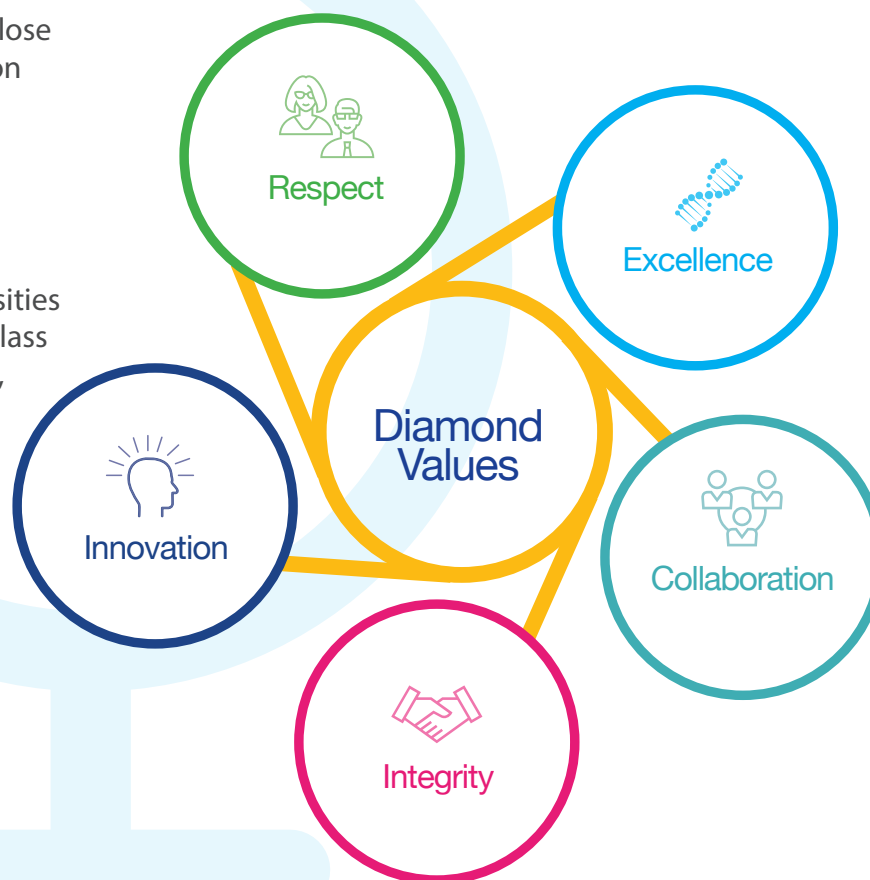 lose
on
sities
lass
Respect
Excellence
Diamond
Values
Innovation
Collaboration
Integrity